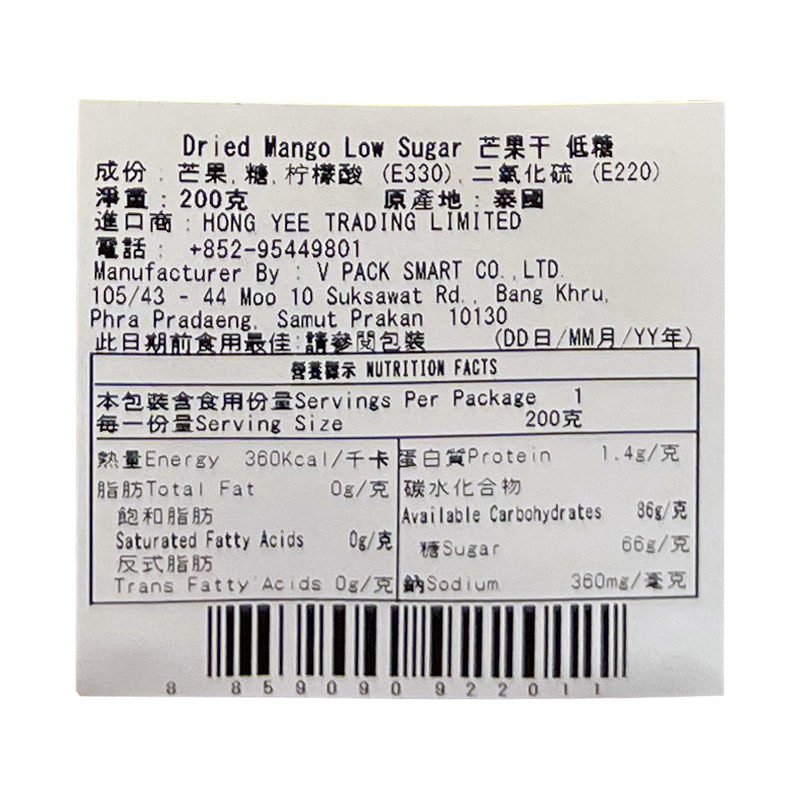 Dried Mango Low Sugar 芒果干 低糖
成份：芒果,糖,柠檬酸 (E330),二氧化硫 (E220)
淨重：200克 原產地：泰國
進口商：HONG YEE TRADING LIMITED
電話： +852-95449801
Manufacturer By : V PACK SMART CO.,LTD.
105/43 - 44 Moo 10 Suksawat Rd., Bang Khru,
Phra Pradaeng, Samut Prakan 10130
此日期前食用最佳:請參閱包裝 (DD日/MM月/YY年)
營養標示 NUTRITION FACTS
本包裝含食用份量Servings Per Package 1
每一份量Serving Size 200克
熱量Energy 360Kcal/千卡
脂肪Total Fat 0g/克
飽和脂肪
Saturated Fatty Acids 0g/克
反式脂肪
Trans Fatty Acids 0g/克
蛋白質Protein 1.4g/克
碳水化合物
Available Carbohydrates 86g/克
糖Sugar 66g/克
鈉Sodium 360mg/毫克
8 859090 922011